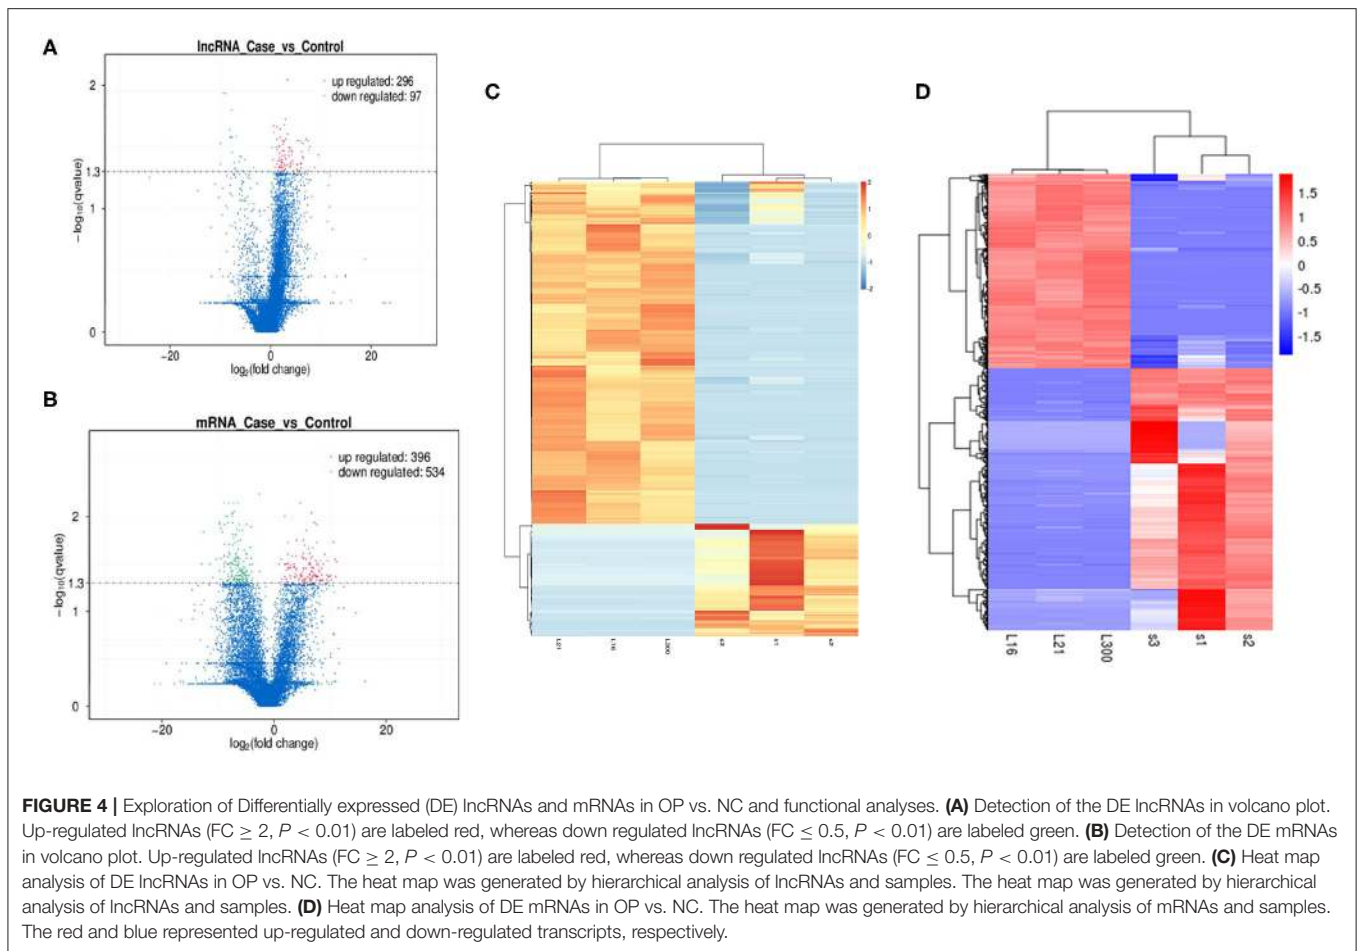 A
lncRNA_Case_vs_Control
up regulated: 296
down regulated: 97
2
1.3
1
0
−log10(qvalue)
−20 0 20
log2(fold change)
B
mRNA_Case_vs_Control
up regulated: 396
down regulated: 534
2
1.3
1
0
−log10(qvalue)
−20 0 20
log2(fold change)
C
2
1
0
-1
-2
L21 L16 L300
D
1.5
1
0.5
0
-0.5
-1
-1.5
L16 L21 L300 s3 s1 s2
FIGURE 4 | Exploration of Differentially expressed (DE) lncRNAs and mRNAs in OP vs. NC and functional analyses. (A) Detection of the DE lncRNAs in volcano plot.
Up-regulated lncRNAs (FC ≥ 2, P < 0.01) are labeled red, whereas down regulated lncRNAs (FC ≤ 0.5, P < 0.01) are labeled green. (B) Detection of the DE mRNAs
in volcano plot. Up-regulated lncRNAs (FC ≥ 2, P < 0.01) are labeled red, whereas down regulated lncRNAs (FC ≤ 0.5, P < 0.01) are labeled green. (C) Heat map
analysis of DE lncRNAs in OP vs. NC. The heat map was generated by hierarchical analysis of lncRNAs and samples. The heat map was generated by hierarchical
analysis of lncRNAs and samples. (D) Heat map analysis of DE mRNAs in OP vs. NC. The heat map was generated by hierarchical analysis of mRNAs and samples.
The red and blue represented up-regulated and down-regulated transcripts, respectively.